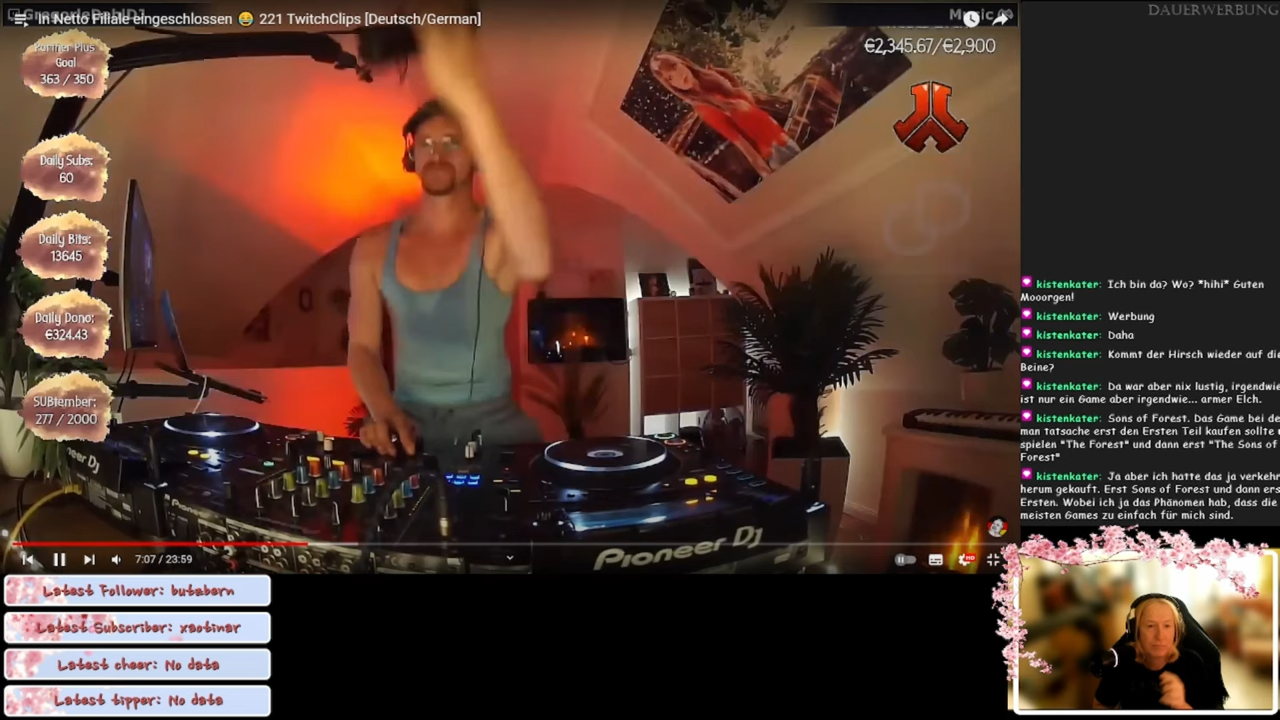 In Netto Filiale eingeschlossen 😂 221 TwitchClips [Deutsch/German]
Music
DAUERWERBUNG
€2,345.67/€2,900
Partner Plus
Goal
363 / 350
Daily Subs:
60
Daily Bits:
13645
Daily Dono:
€324.43
SUBtember:
277 / 2000
Pioneer DJ
7:07 / 23:59
HD
kistenkater: Ich bin da? Wo? *hihi* Guten
Mooorgen!
kistenkater: Werbung
kistenkater: Daha
kistenkater: Kommt der Hirsch wieder auf die
Beine?
kistenkater: Da war aber nix lustig, irgendwie
ist nur ein Game aber irgendwie... armer Elch.
kistenkater: Sons of Forest. Das Game bei de
man tatsache erst den Ersten Teil kaufen sollte
spielen "The Forest" und dann erst "The Sons of
Forest"
kistenkater: Ja aber ich hatte das ja verkehr
herum gekauft. Erst Sons of Forest und dann ers
Ersten. Wobei ich ja das Phänomen hab, dass die
meisten Games zu einfach für mich sind.
Latest Follower: butzbern
Latest Subscriber: xaotinar
Latest cheer: No data
Latest tipper: No data